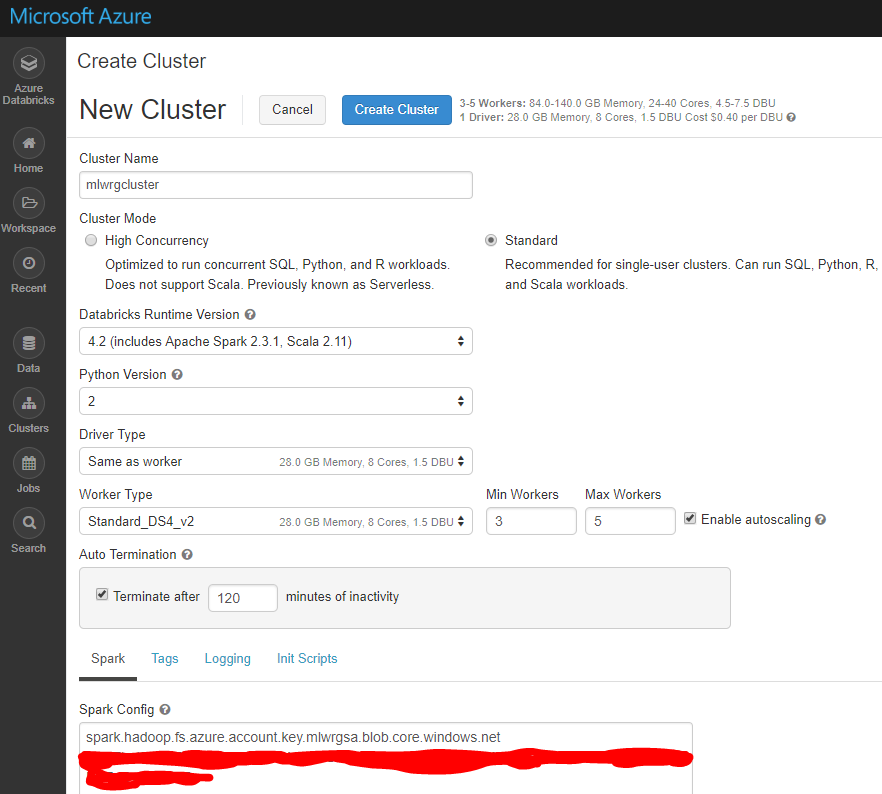 Microsoft Azure
Azure
Databricks
Home
Workspace
Recent
Data
Clusters
Jobs
Search
Create Cluster
New Cluster
Cancel
Create Cluster
3-5 Workers: 84.0-140.0 GB Memory, 24-40 Cores, 4.5-7.5 DBU
1 Driver: 28.0 GB Memory, 8 Cores, 1.5 DBU Cost $0.40 per DBU ?
Cluster Name
mlwrgcluster
Cluster Mode
High Concurrency
Optimized to run concurrent SQL, Python, and R workloads.
Does not support Scala. Previously known as Serverless.
Standard
Recommended for single-user clusters. Can run SQL, Python, R,
and Scala workloads.
Databricks Runtime Version ?
4.2 (includes Apache Spark 2.3.1, Scala 2.11)
Python Version ?
2
Driver Type
Same as worker 28.0 GB Memory, 8 Cores, 1.5 DBU
Worker Type Min Workers Max Workers
Standard_DS4_v2 28.0 GB Memory, 8 Cores, 1.5 DBU 3 5 Enable autoscaling ?
Auto Termination ?
Terminate after 120 minutes of inactivity
Spark Tags Logging Init Scripts
Spark Config ?
spark.hadoop.fs.azure.account.key.mlwrgsa.blob.core.windows.net